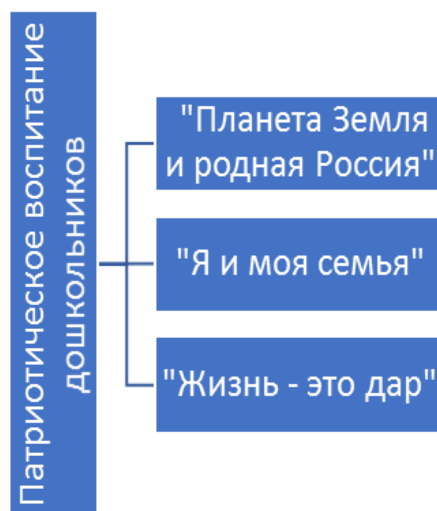 Патриотическое воспитание
дошкольников
"Планета Земля
и родная Россия"
"Я и моя семья"
"Жизнь - это дар"